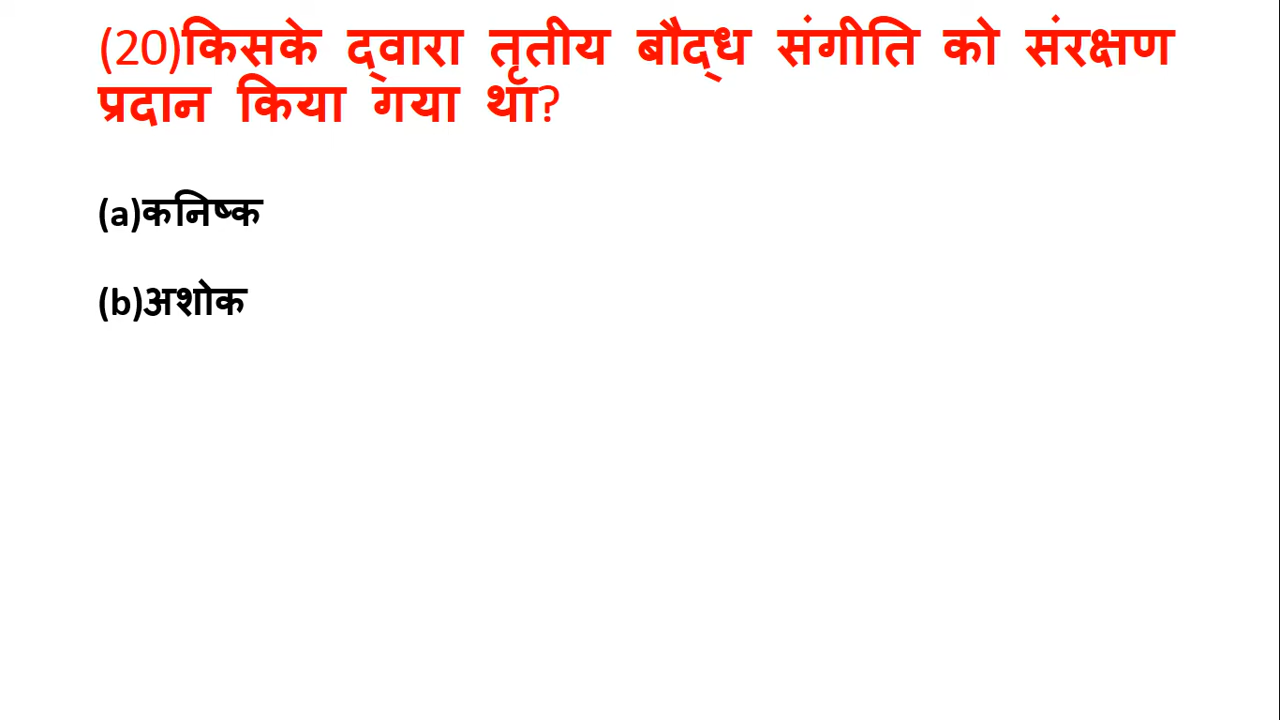 (20)किसके द्वारा तृतीय बौद्ध संगीति को संरक्षण
प्रदान किया गया था?
(a)कनिष्क
(b)अशोक